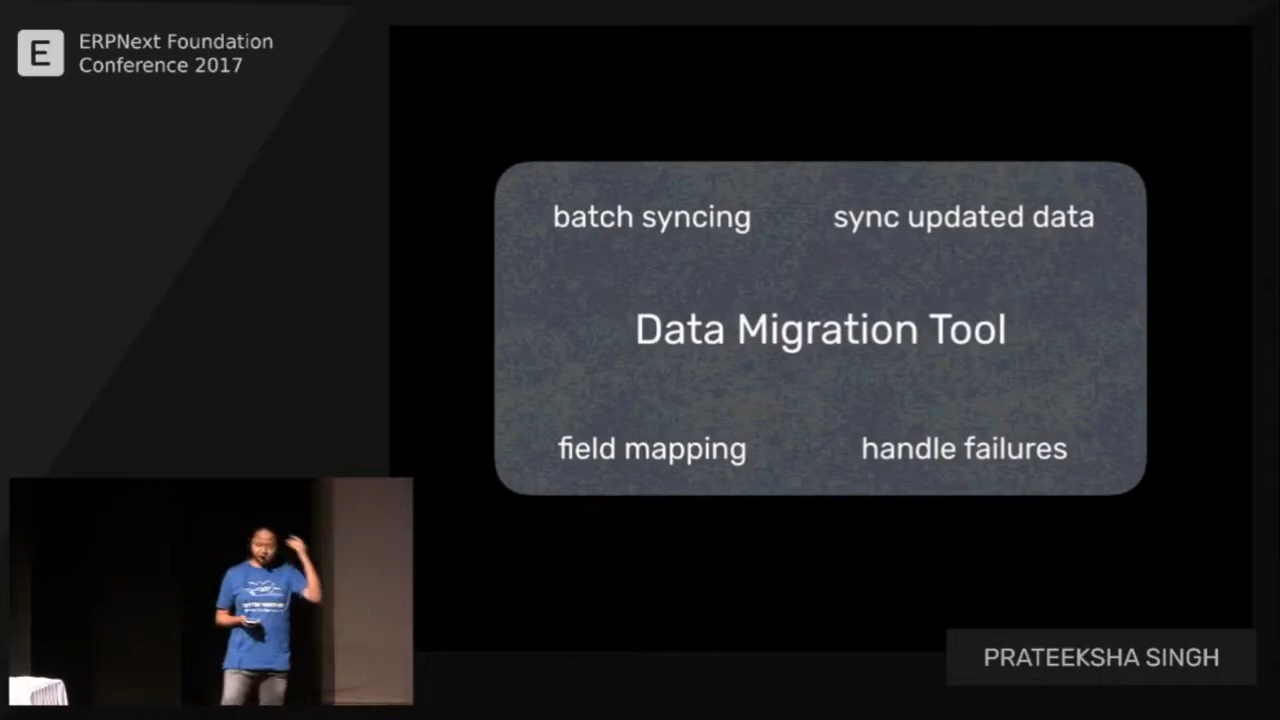 E
ERPNext Foundation
Conference 2017
batch syncing
sync updated data
Data Migration Tool
field mapping
handle failures
PRATEEKSHA SINGH